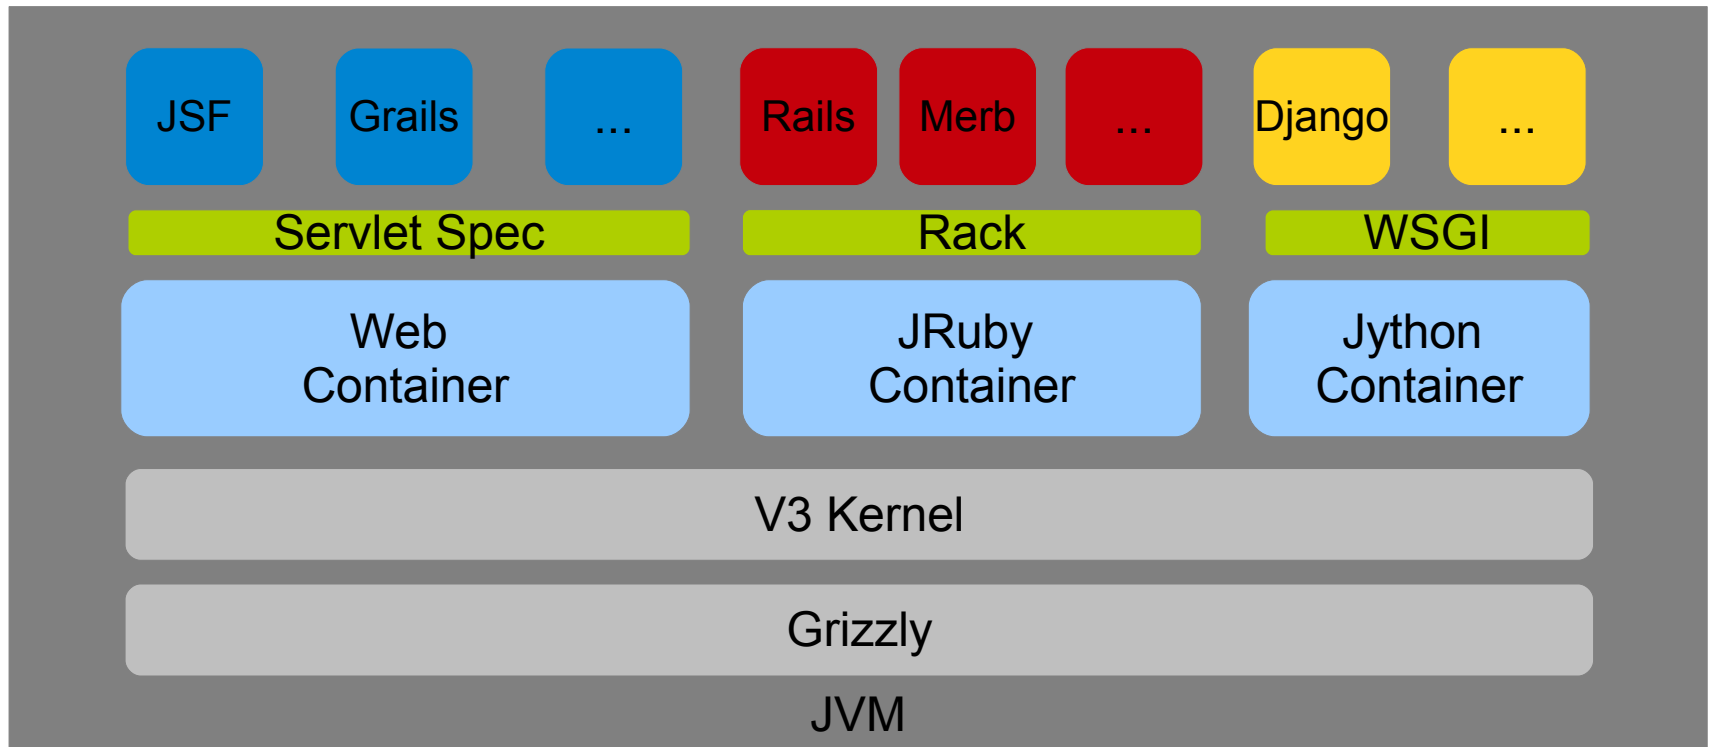 JSF
Grails
...
Rails
Merb
...
Django
...
Servlet Spec
Rack
WSGI
Web
Container
JRuby
Container
Jython
Container
V3 Kernel
Grizzly
JVM